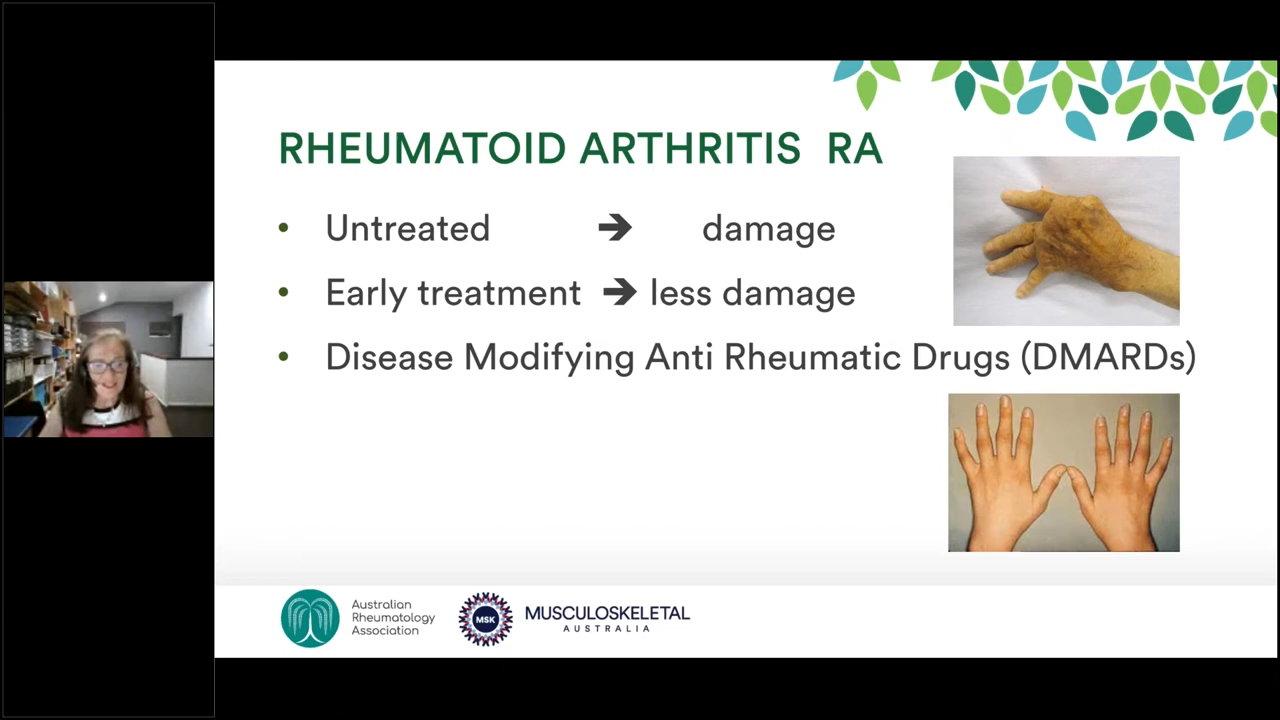 RHEUMATOID ARTHRITIS RA
• Untreated ➔ damage
• Early treatment ➔ less damage
• Disease Modifying Anti Rheumatic Drugs (DMARDs)
Australian
Rheumatology
Association
MSK
MUSCULOSKELETAL
AUSTRALIA